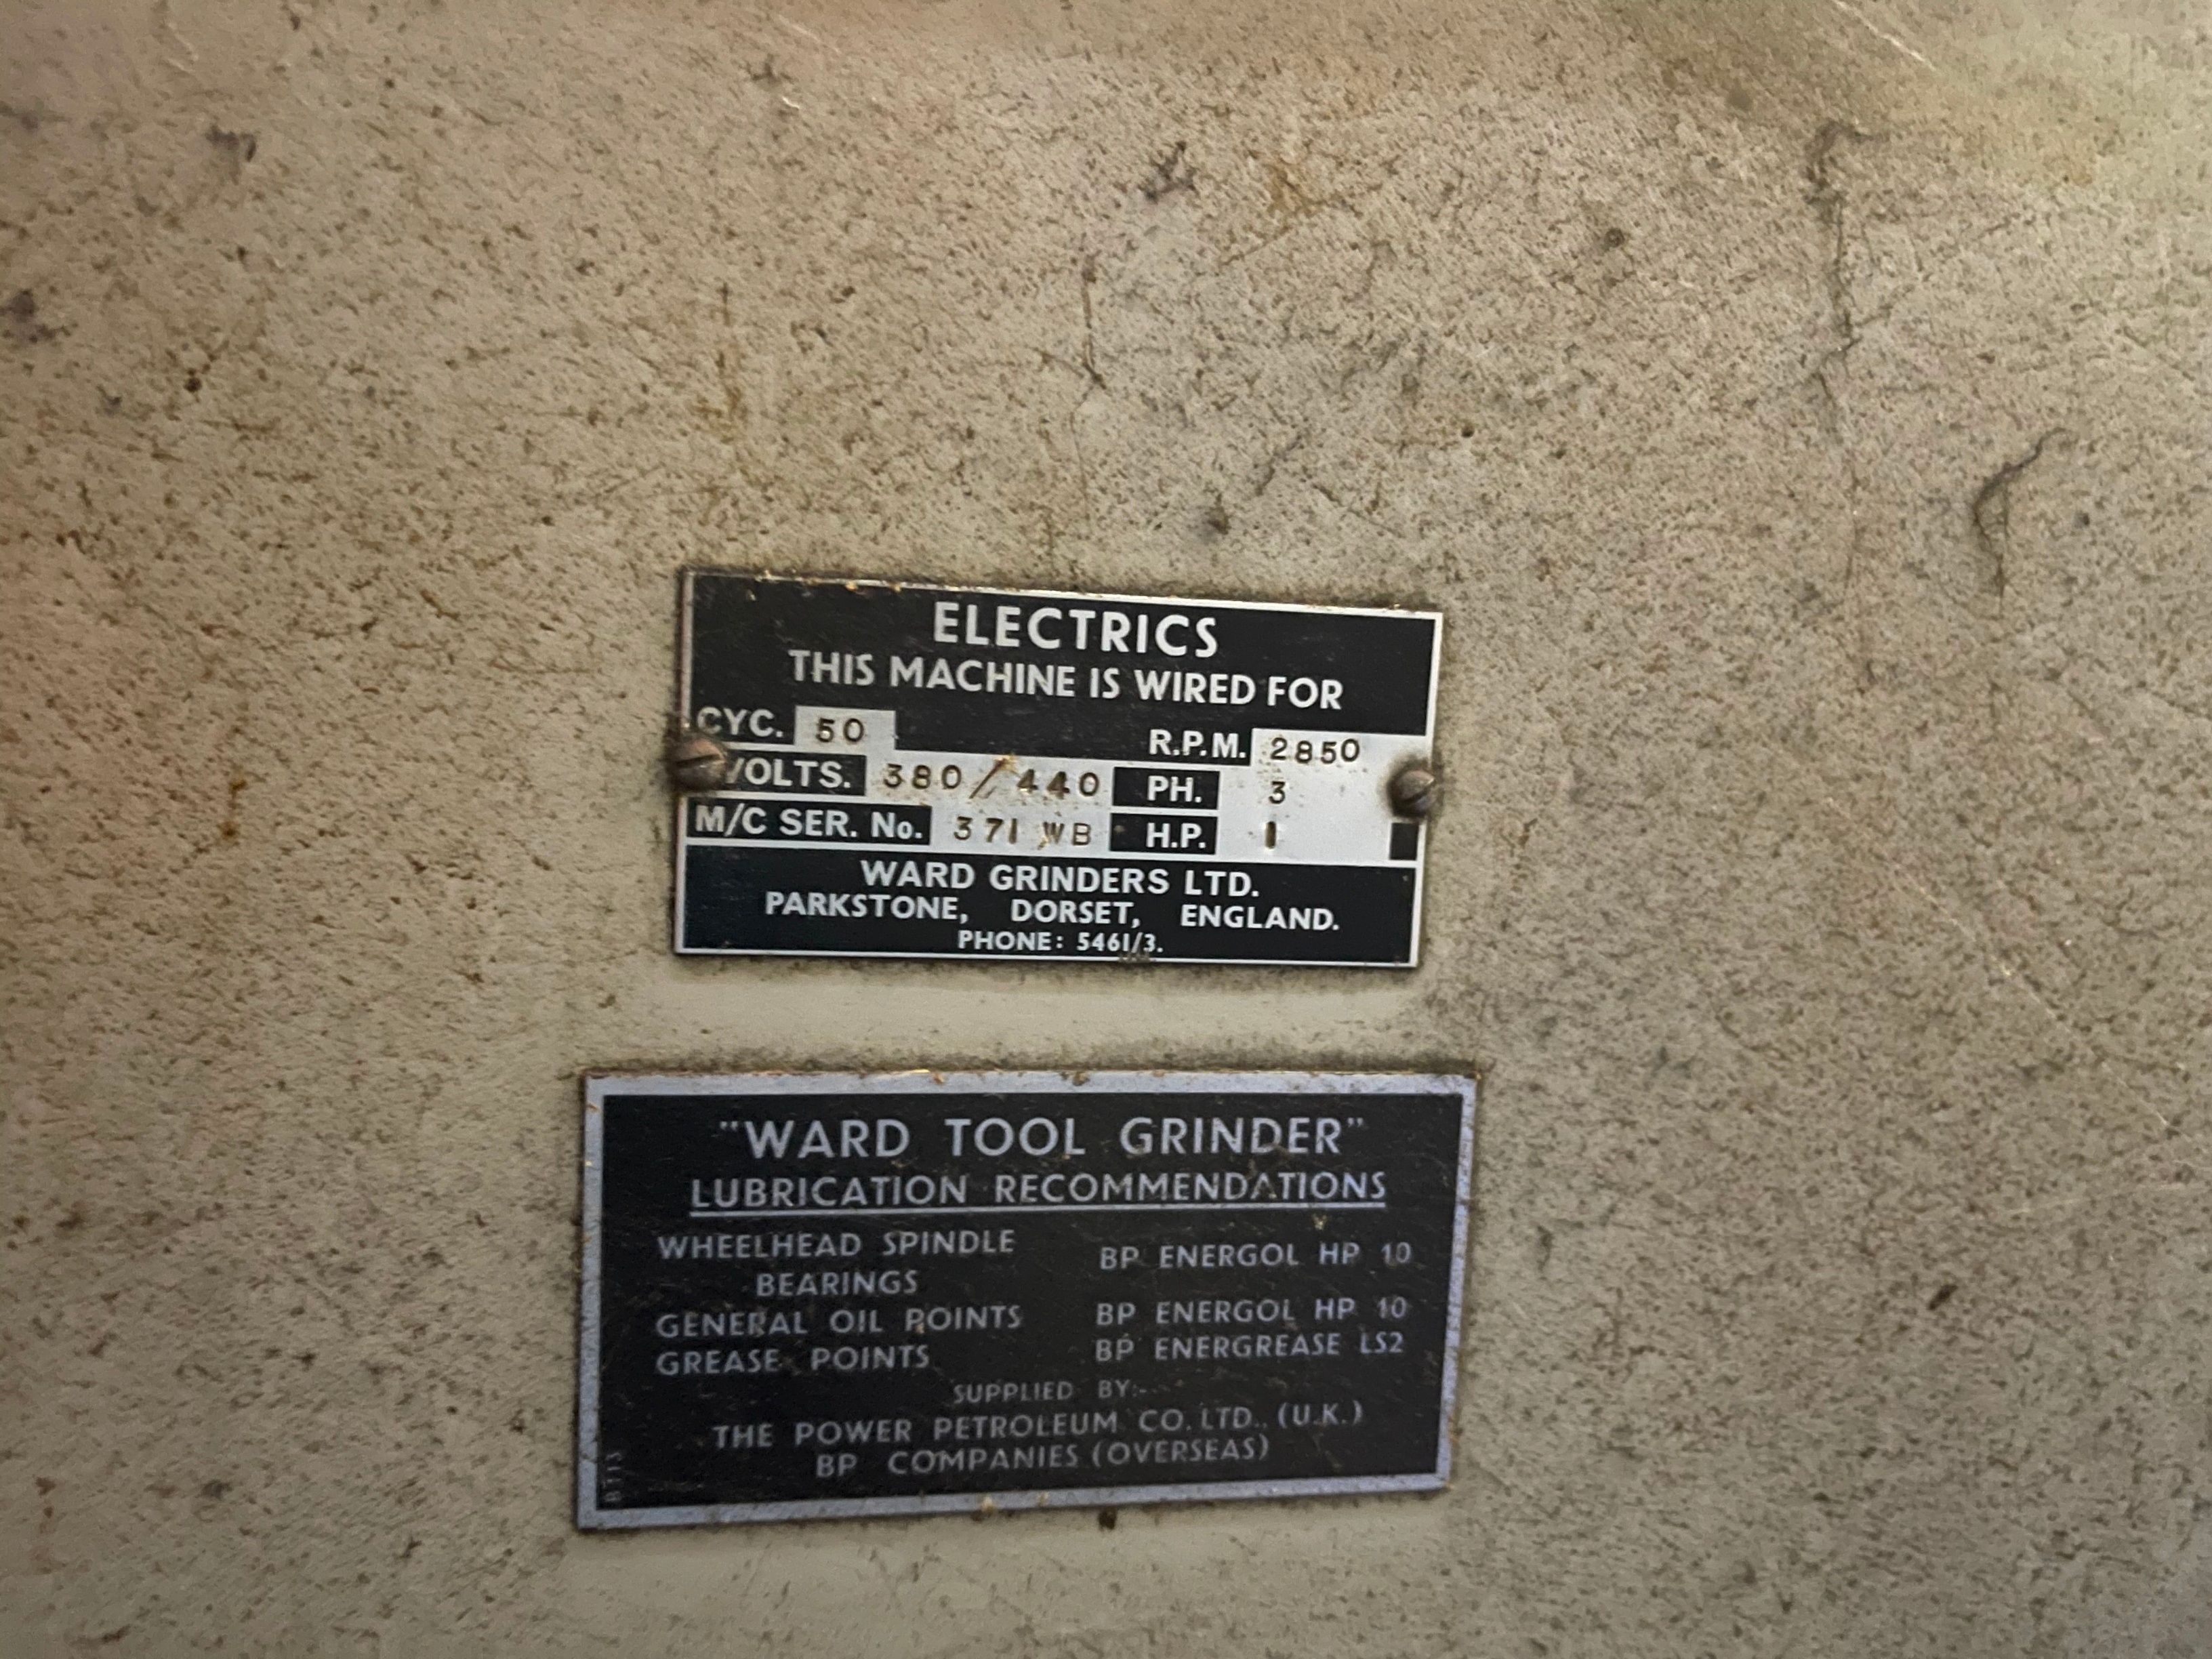 ELECTRICS
THIS MACHINE IS WIRED FOR
CYC. 50 R.P.M. 2850
VOLTS. 380/440 PH. 3
M/C SER. No. 371 WB H.P. 1
WARD GRINDERS LTD.
PARKSTONE, DORSET, ENGLAND.
PHONE: 5461/3.
"WARD TOOL GRINDER"
LUBRICATION RECOMMENDATIONS
WHEELHEAD SPINDLE BP ENERGOL HP 10
BEARINGS
GENERAL OIL POINTS BP ENERGOL HP 10
GREASE POINTS BP ENERGREASE LS2
SUPPLIED BY:-
THE POWER PETROLEUM CO. LTD. (U.K.)
BP COMPANIES (OVERSEAS)